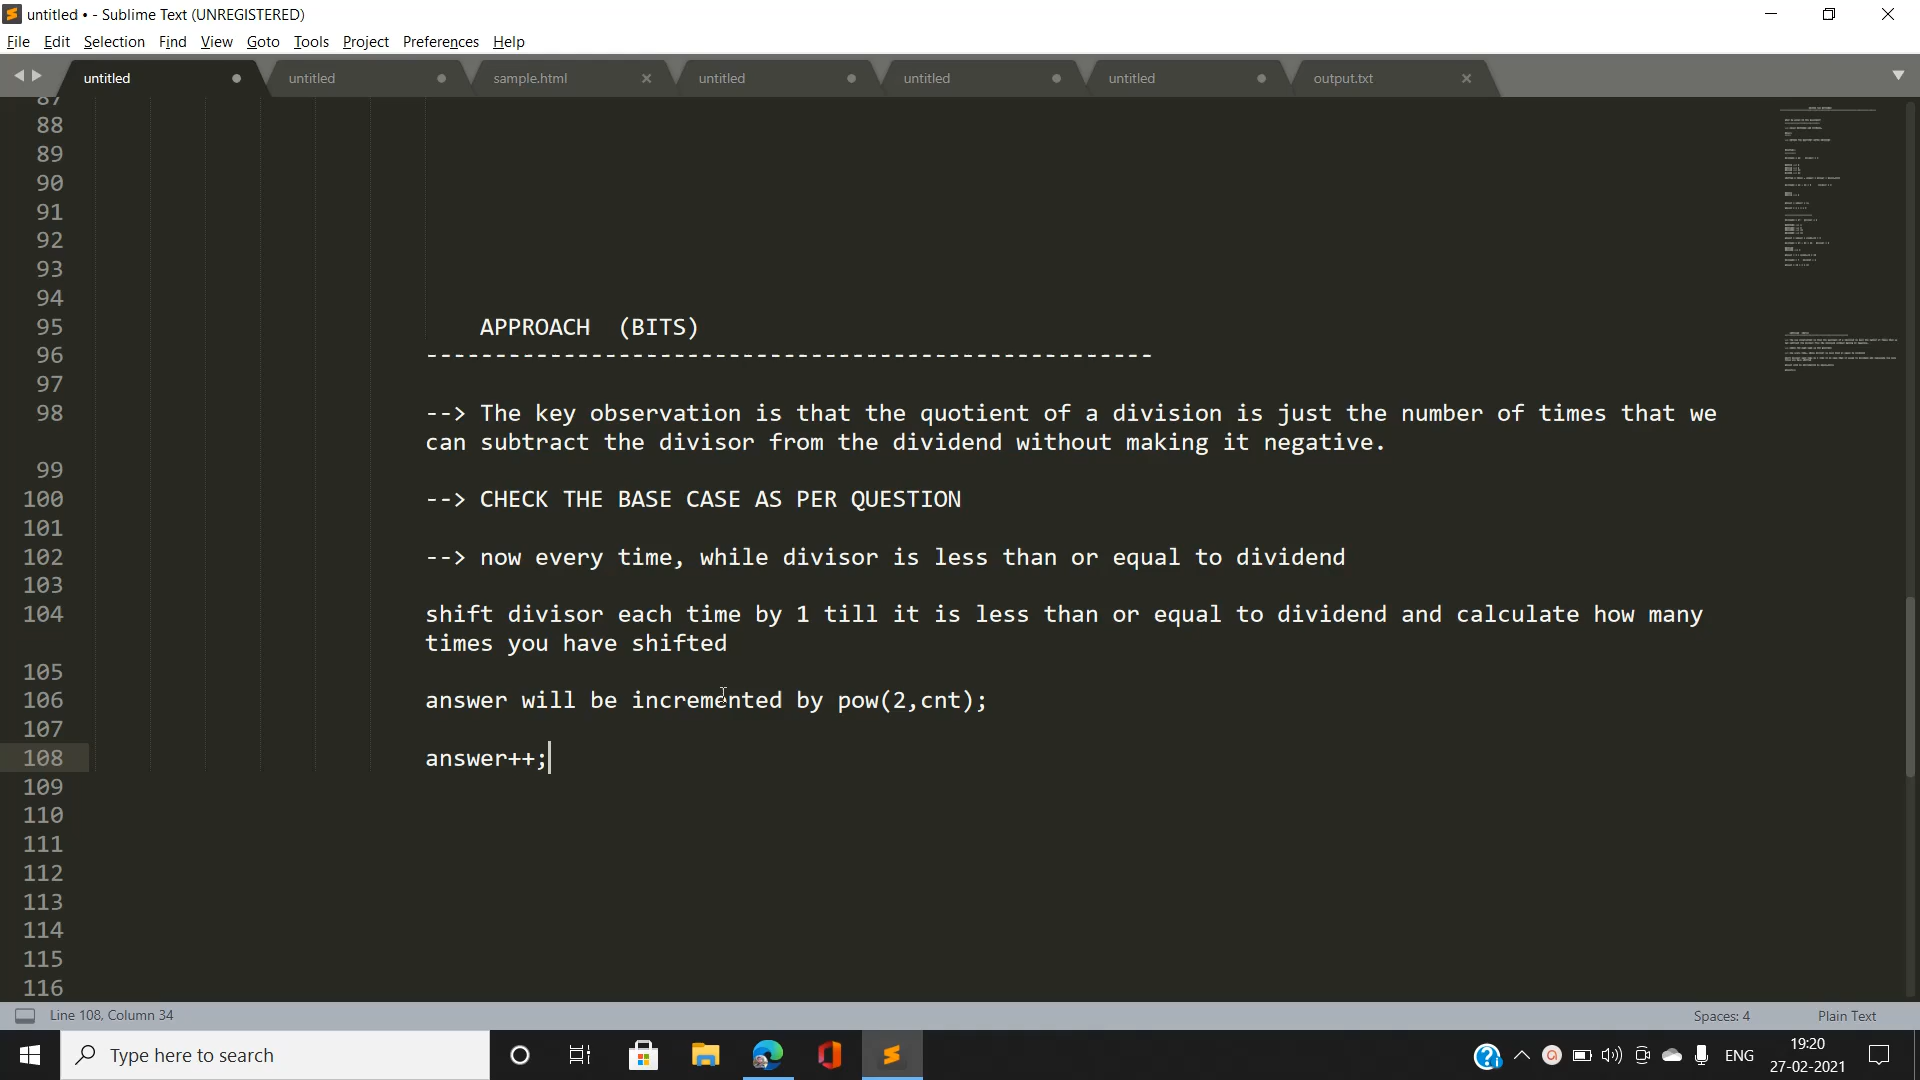 untitled • - Sublime Text (UNREGISTERED)
File Edit Selection Find View Goto Tools Project Preferences Help
untitled untitled sample.html untitled untitled untitled output.txt
87
88
89
90
91
92
93
94
95 APPROACH (BITS)
96 -----------------------------------------------------
97
98 --> The key observation is that the quotient of a division is just the number of times that we
can subtract the divisor from the dividend without making it negative.
99
100 --> CHECK THE BASE CASE AS PER QUESTION
101
102 --> now every time, while divisor is less than or equal to dividend
103
104 shift divisor each time by 1 till it is less than or equal to dividend and calculate how many
times you have shifted
105
106 answer will be incremented by pow(2,cnt);
107
108 answer++;
109
110
111
112
113
114
115
116
Line 108, Column 34 Spaces: 4 Plain Text
Type here to search ENG 19:20
27-02-2021